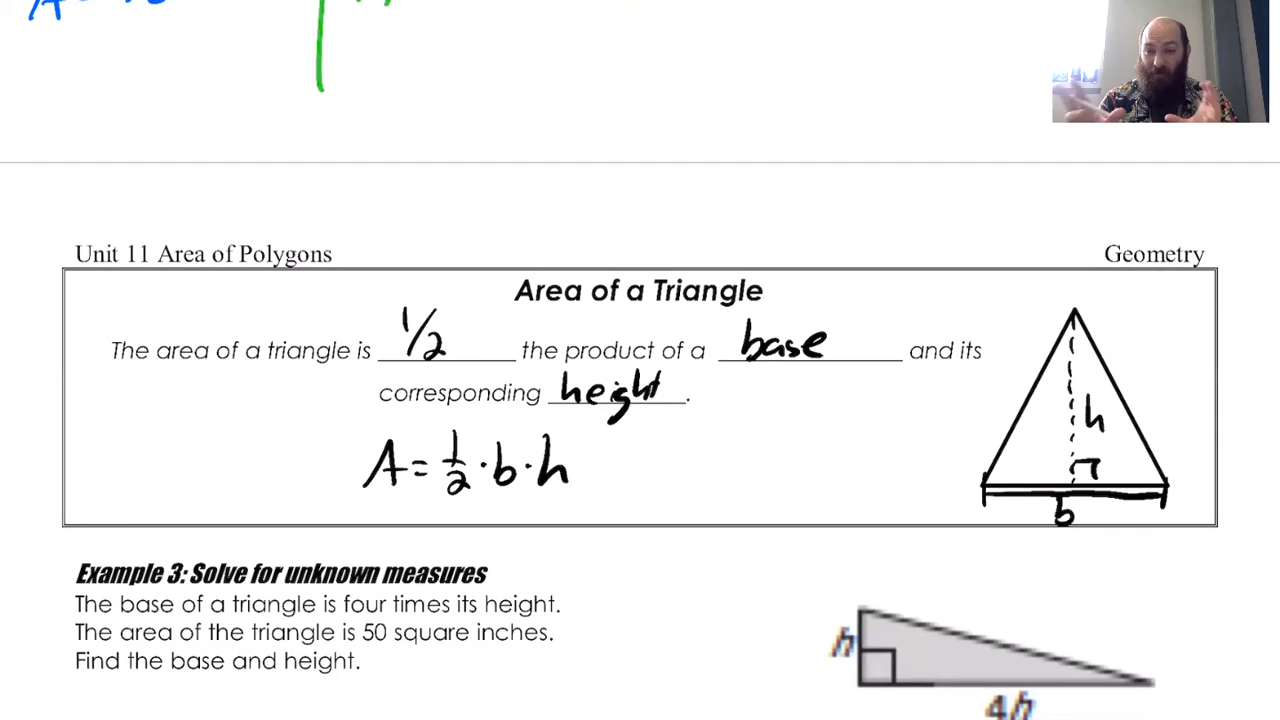 Unit 11 Area of Polygons Geometry
Area of a Triangle
The area of a triangle is 1/2 the product of a base and its
corresponding height.
A = 1/2 · b · h
h
b
Example 3: Solve for unknown measures
The base of a triangle is four times its height.
The area of the triangle is 50 square inches.
Find the base and height.
h
4h